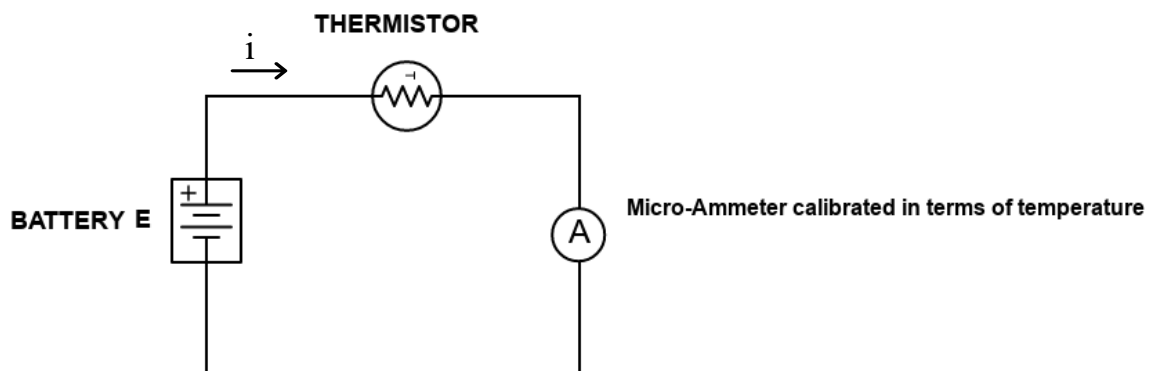 THERMISTOR
i
T
+
BATTERY E
A
Micro-Ammeter calibrated in terms of temperature